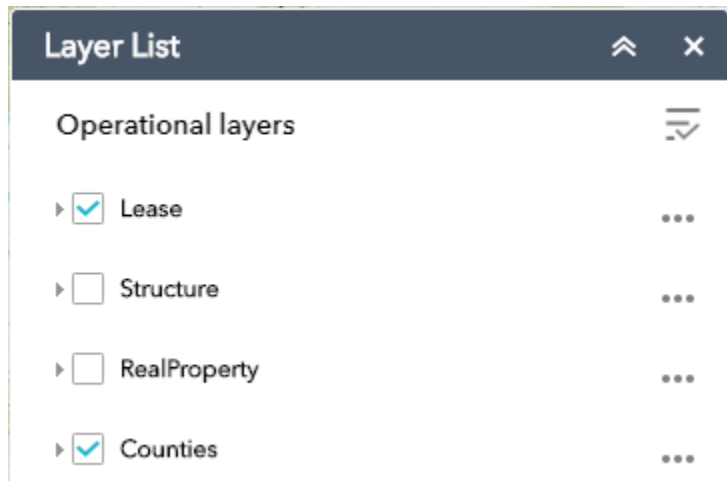 Layer List
Operational layers
Lease
Structure
RealProperty
Counties